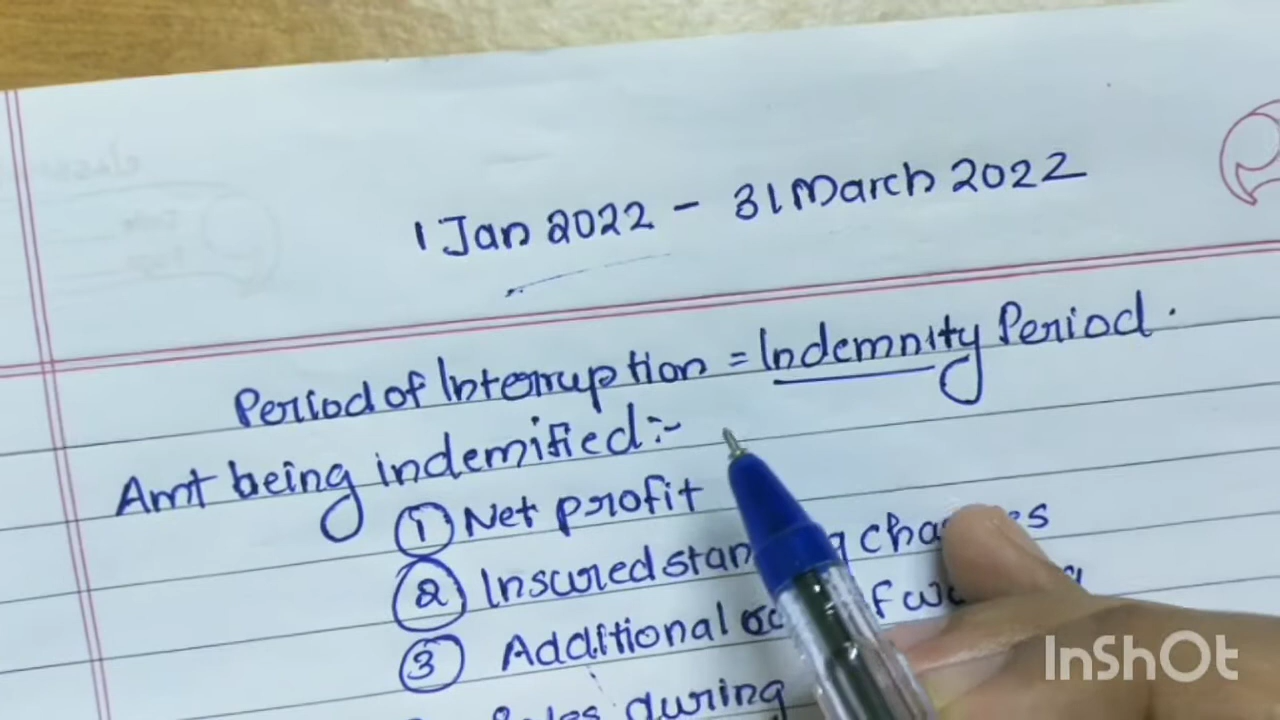 1 Jan 2022 - 31 March 2022
Period of Interruption = Indemnity Period.
Amt being indemified:-
① Net profit
② Insured
③ Additional
during
InShOt